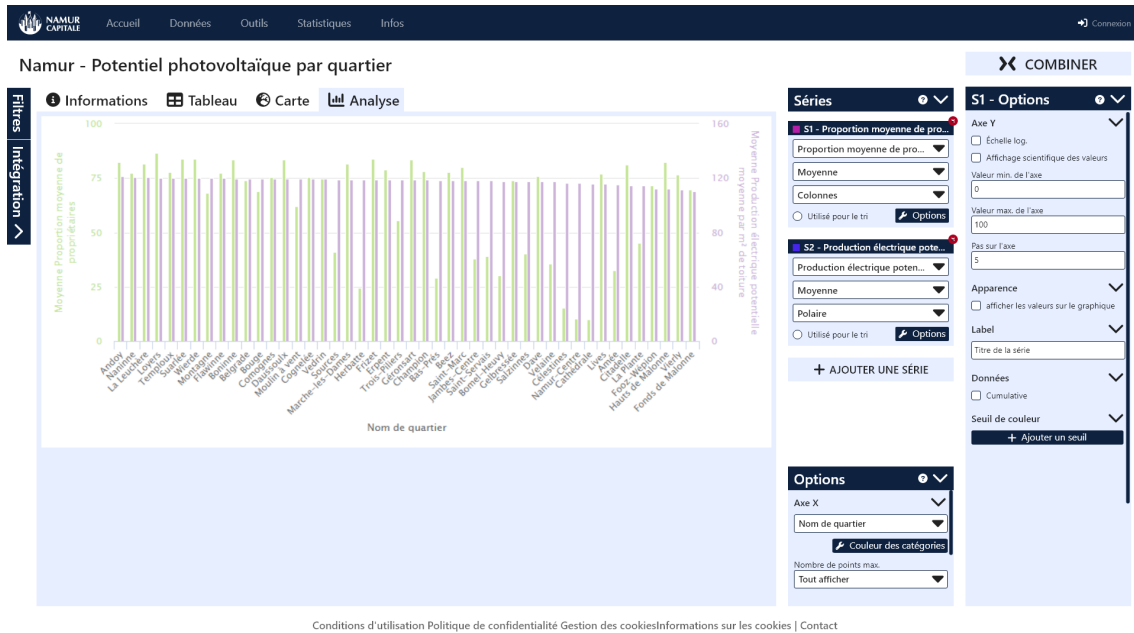 NAMUR
CAPITALE
Accueil
Données
Outils
Statistiques
Infos
Connexion
Namur - Potentiel photovoltaïque par quartier
COMBINER
Filtres
Intégration
Informations
Tableau
Carte
Analyse
100
75
50
25
0
Moyenne Proportion moyenne de
propriétaires
160
120
80
40
0
Moyenne Production électrique potentielle
moyenne par m² de toiture
Andoy
Naninne
La Leuchère
Loyers
Temploux
Suarlée
Wierde
Montagne
Flawinne
Boninne
Belgrade
Bouge
Comognes
Daussoulx
Moulin à vent
Cognelée
Vedrin
Sources
Marche-les-Dames
Herbatte
Frizet
Erpent
Trois Piliers
Géronsart
Champion
Bas-Prés
Beez
Saint-Marc
Jambes-Centre
Saint-Servais
Bomel-Heuvy
Gelbressée
Salzinnes
Dave
Velaine
Célestines
Namur-Centre
Cathédrale
Lives
Amée
Citadelle
La Plante
Fooz-Wépion
Hauts de Malonne
Vierly
Fonds de Malonne
Nom de quartier
Séries
S1 - Proportion moyenne de pro...
Proportion moyenne de pro...
Moyenne
Colonnes
Utilisé pour le tri
Options
S2 - Production électrique pote...
Production électrique poten...
Moyenne
Polaire
Utilisé pour le tri
Options
+ AJOUTER UNE SÉRIE
Options
Axe X
Nom de quartier
Couleur des catégories
Nombre de points max.
Tout afficher
S1 - Options
Axe Y
Échelle log.
Affichage scientifique des valeurs
Valeur min. de l'axe
0
Valeur max. de l'axe
100
Pas sur l'axe
5
Apparence
afficher les valeurs sur le graphique
Label
Titre de la série
Données
Cumulative
Seuil de couleur
+ Ajouter un seuil
Conditions d'utilisation Politique de confidentialité Gestion des cookiesInformations sur les cookies | Contact